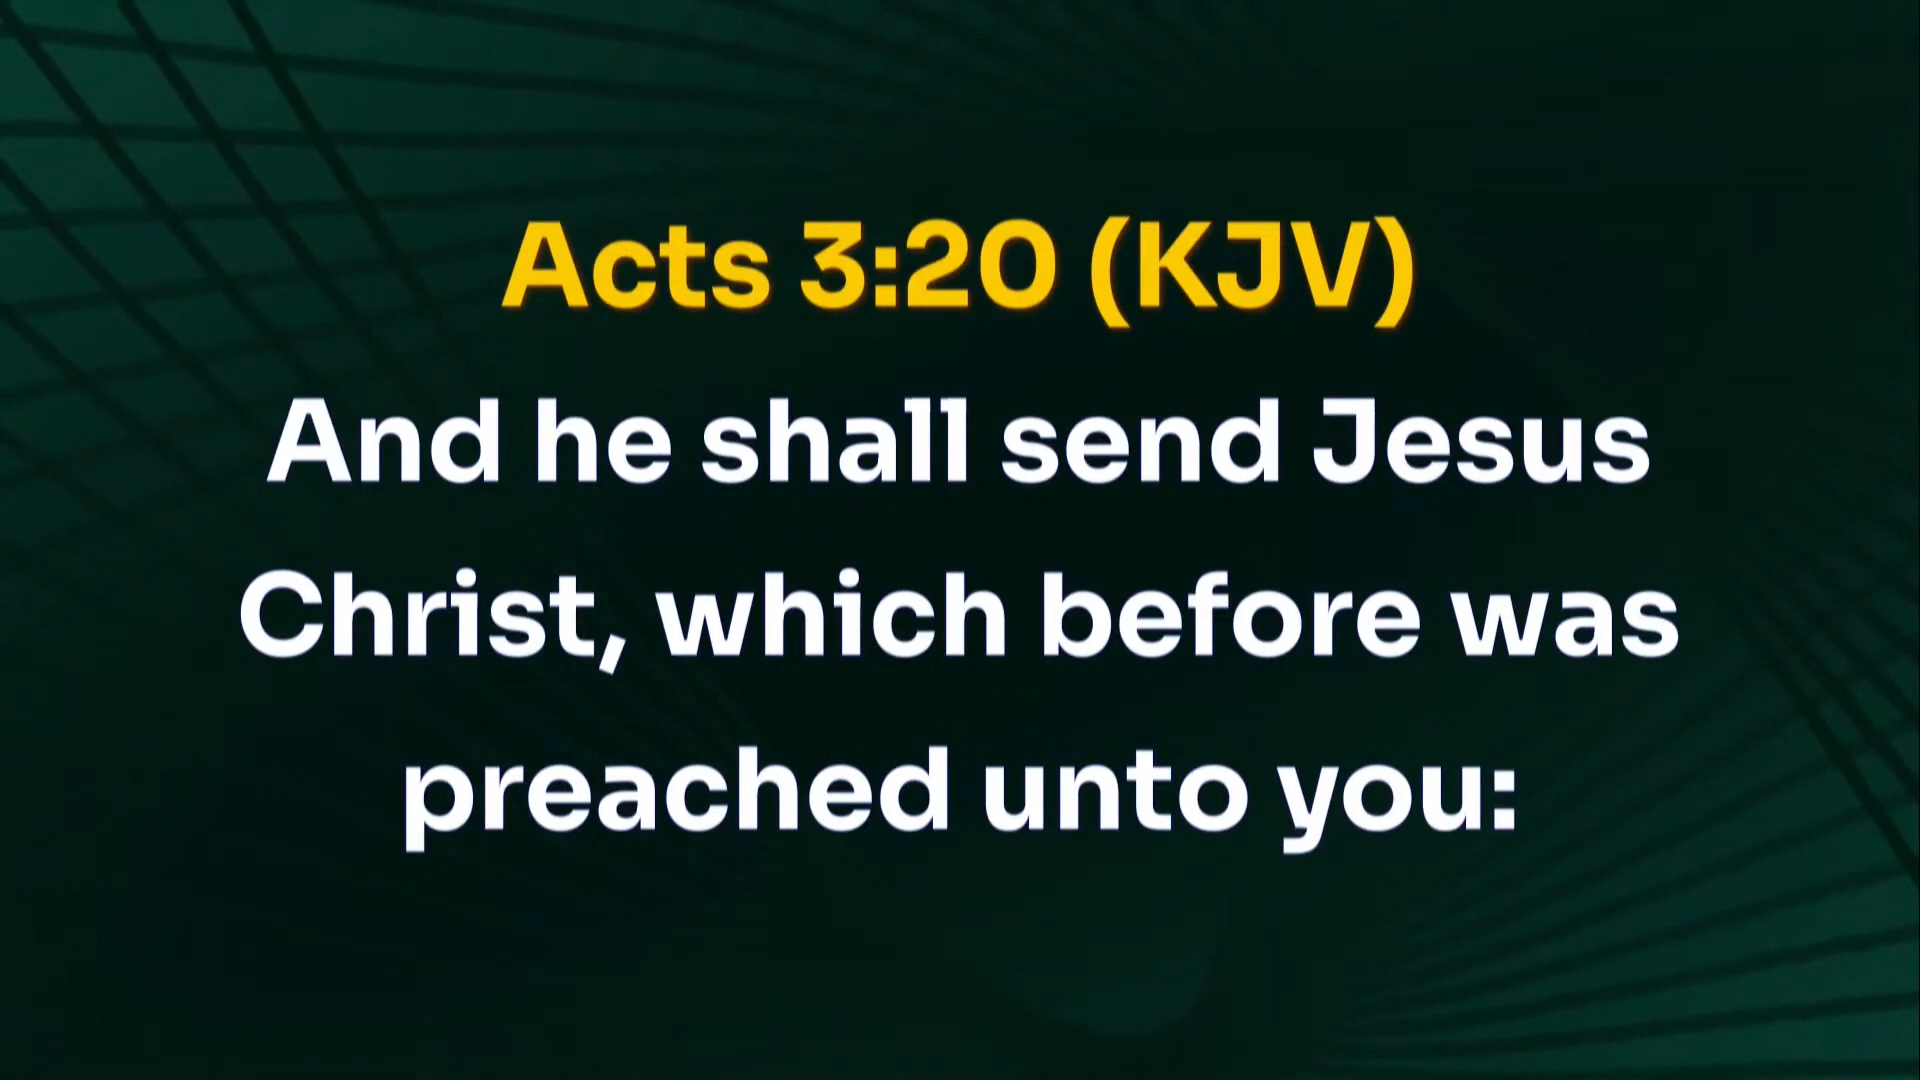 Acts 3:20 (KJV)
And he shall send Jesus
Christ, which before was
preached unto you: